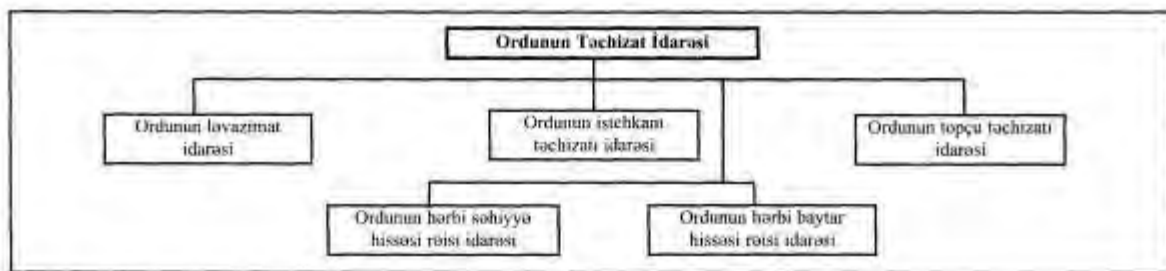 Ordunun Təchizat İdarəsi
Ordunun ləvazimat
idarəsi
Ordunun istehkam
təchizatı idarəsi
Ordunun topçu təchizatı
idarəsi
Ordunun hərbi səhiyyə
hissəsi rəisi idarəsi
Ordunun hərbi baytar
hissəsi rəisi idarəsi